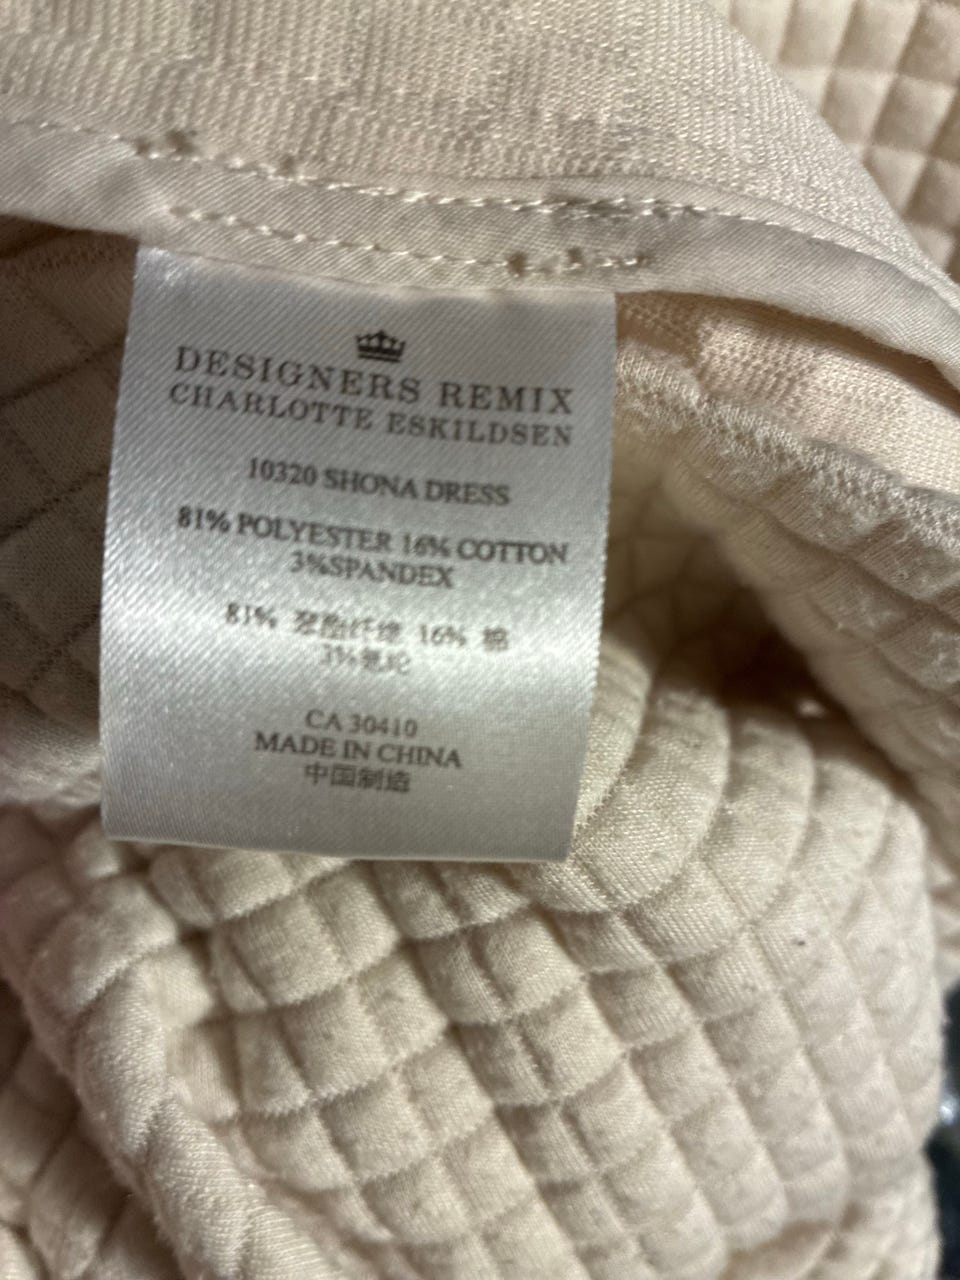 DESIGNERS REMIX
CHARLOTTE ESKILDSEN
10320 SHONA DRESS
81% POLYESTER 16% COTTON
3%SPANDEX
81% 聚酯纤维 16% 棉
3%氨纶
CA 30410
MADE IN CHINA
中国制造